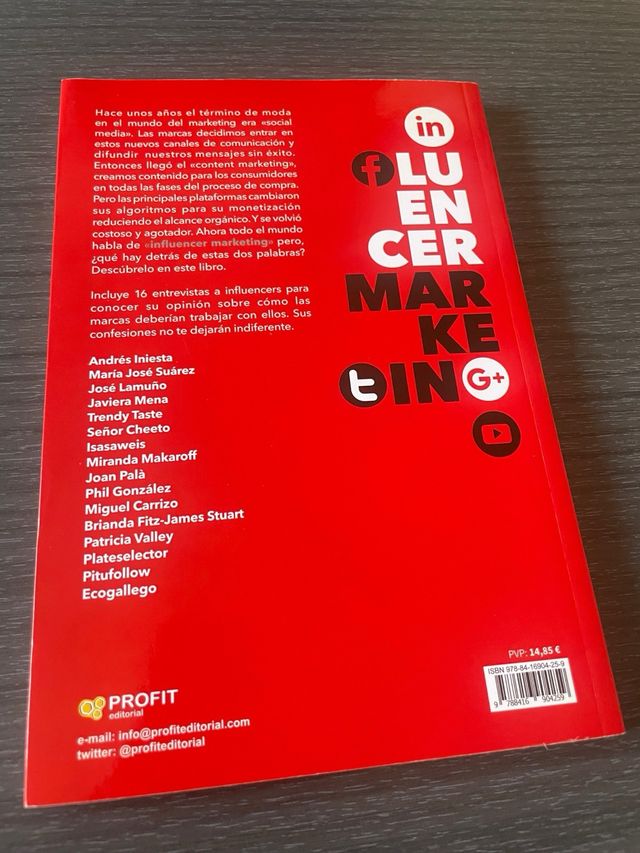 Hace unos años el término de moda
en el mundo del marketing era «social
media». Las marcas decidimos entrar en
estos nuevos canales de comunicación y
difundir nuestros mensajes sin éxito.
Entonces llegó el «content marketing»,
creamos contenido para los consumidores
en todas las fases del proceso de compra.
Pero las principales plataformas cambiaron
sus algoritmos para su monetización
reduciendo el alcance orgánico. Y se volvió
costoso y agotador. Ahora todo el mundo
habla de «influencer marketing» pero,
¿qué hay detrás de estas dos palabras?
Descúbrelo en este libro.
Incluye 16 entrevistas a influencers para
conocer su opinión sobre cómo las
marcas deberían trabajar con ellos. Sus
confesiones no te dejarán indiferente.
Andrés Iniesta
María José Suárez
José Lamuño
Javiera Mena
Trendy Taste
Señor Cheeto
Isasaweis
Miranda Makaroff
Joan Palà
Phil González
Miguel Carrizo
Brianda Fitz-James Stuart
Patricia Valley
Plateselector
Pitufollow
Ecogallego
in
f LU
EN
CER
MAR
KE
t IN G+
PROFIT
editorial
e-mail: info@profiteditorial.com
twitter: @profiteditorial
PVP: 14,85 €
ISBN 978-84-16904-25-9
9 788416 904259